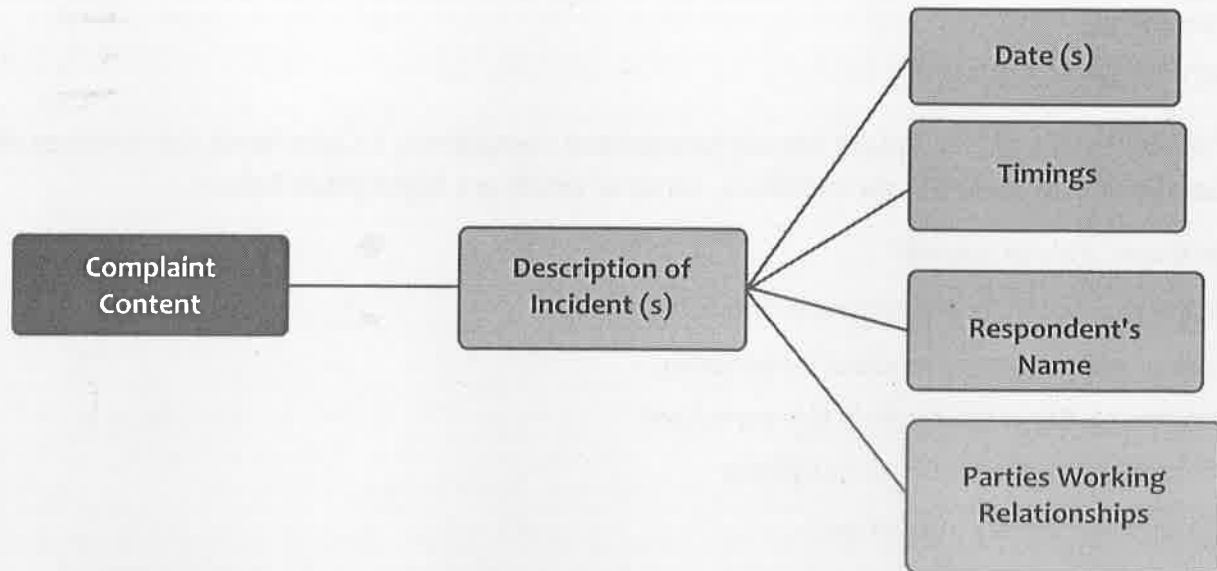 Complaint
Content
Description of
Incident (s)
Date (s)
Timings
Respondent's
Name
Parties Working
Relationships